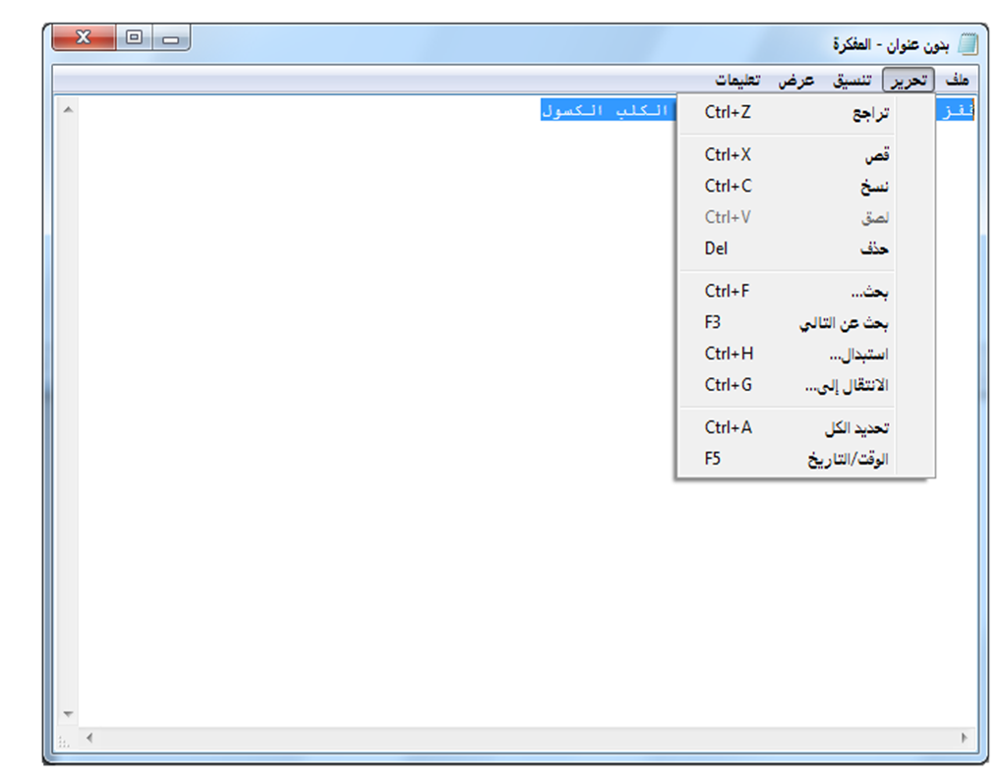 بدون عنوان - المفكرة
ملف تحرير تنسيق عرض تعليمات
قفز الكلب الكسول
تراجع Ctrl+Z
قص Ctrl+X
نسخ Ctrl+C
لصق Ctrl+V
حذف Del
بحث... Ctrl+F
بحث عن التالي F3
استبدال... Ctrl+H
الانتقال إلى... Ctrl+G
تحديد الكل Ctrl+A
الوقت/التاريخ F5